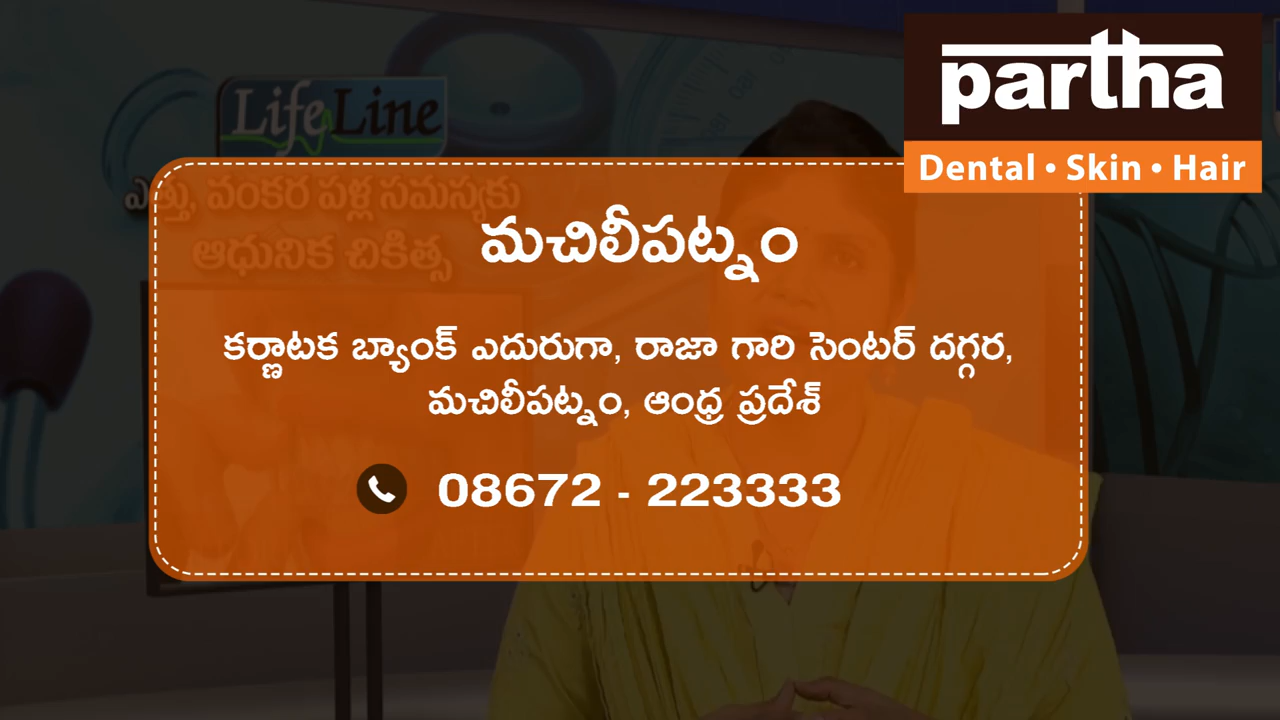 partha
Dental • Skin • Hair
LifeLine
ఎత్తు, వంకర పళ్ల సమస్యకు
ఆధునిక చికిత్స
మచిలీపట్నం
కర్ణాటక బ్యాంక్ ఎదురుగా, రాజా గారి సెంటర్ దగ్గర,
మచిలీపట్నం, ఆంధ్ర ప్రదేశ్
08672 - 223333